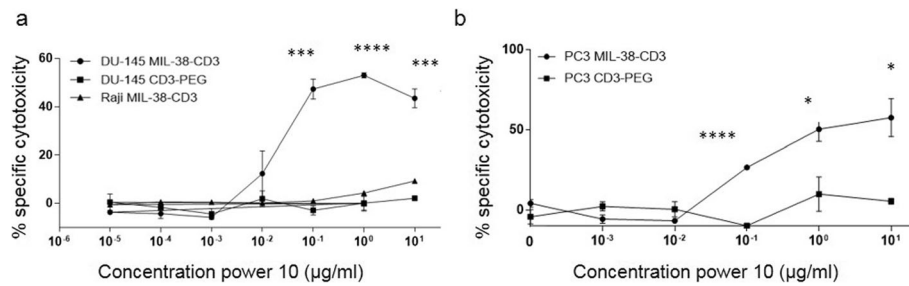 a
% specific cytotoxicity
60
40
20
0
DU-145 MIL-38-CD3
DU-145 CD3-PEG
Raji MIL-38-CD3
***
****
***
10-6
10-5
10-4
10-3
10-2
10-1
10⁰
10¹
Concentration power 10 (µg/ml)
b
% specific cytotoxicity
100
50
0
PC3 MIL-38-CD3
PC3 CD3-PEG
****
*
*
0
10-3
10-2
10-1
10⁰
10¹
Concentration power 10 (µg/ml)